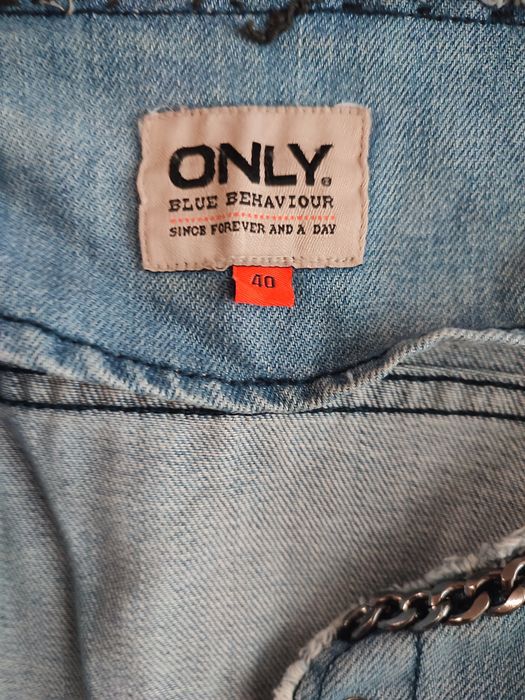 ONLY®
BLUE BEHAVIOUR
SINCE FOREVER AND A DAY
40